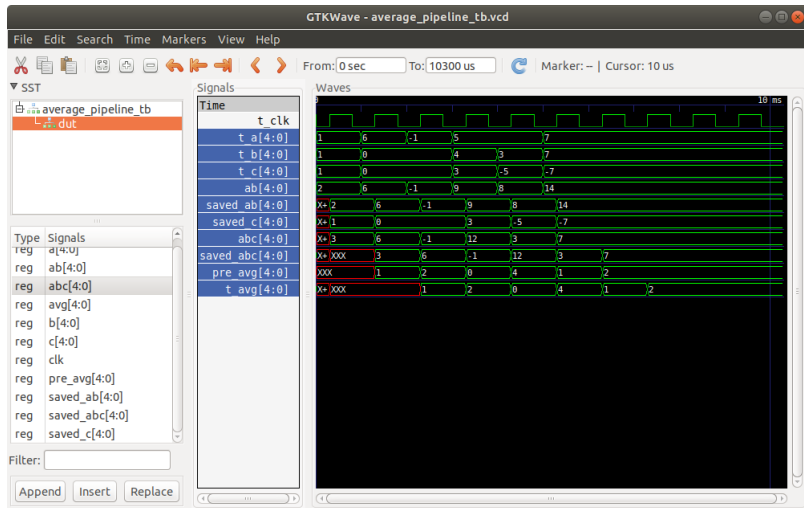 GTKWave - average_pipeline_tb.vcd
File Edit Search Time Markers View Help
From: 0 sec To: 10300 us Marker: -- | Cursor: 10 us
SST
average_pipeline_tb
dut
Type Signals
reg a[4:0]
reg ab[4:0]
reg abc[4:0]
reg avg[4:0]
reg b[4:0]
reg c[4:0]
reg clk
reg pre_avg[4:0]
reg saved_ab[4:0]
reg saved_abc[4:0]
reg saved_c[4:0]
Filter:
Append Insert Replace
Signals
Time
t_clk
t_a[4:0]
t_b[4:0]
t_c[4:0]
ab[4:0]
saved_ab[4:0]
saved_c[4:0]
abc[4:0]
saved_abc[4:0]
pre_avg[4:0]
t_avg[4:0]
Waves
0 10 ms
1 6 -1 5 7
1 0 4 3 7
1 0 3 -5 -7
2 6 -1 9 8 14
X+ 2 6 -1 9 8 14
X+ 1 0 3 -5 -7
X+ 3 6 -1 12 3 7
X+ XXX 3 6 -1 12 3 7
XXX 1 2 0 4 1 2
X+ XXX 1 2 0 4 1 2